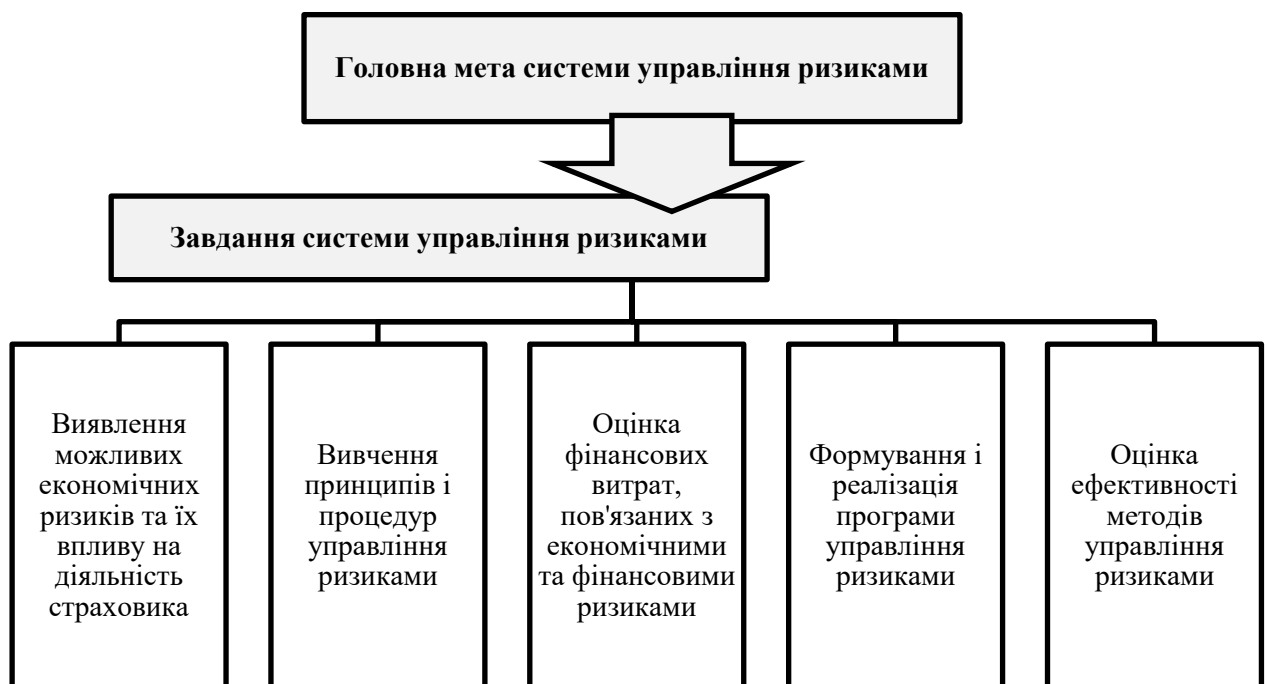 Головна мета системи управління ризиками
Завдання системи управління ризиками
Виявлення
можливих
економічних
ризиків та їх
впливу на
діяльність
страховика
Вивчення
принципів і
процедур
управління
ризиками
Оцінка
фінансових
витрат,
пов'язаних з
економічними
та фінансовими
ризиками
Формування і
реалізація
програми
управління
ризиками
Оцінка
ефективності
методів
управління
ризиками